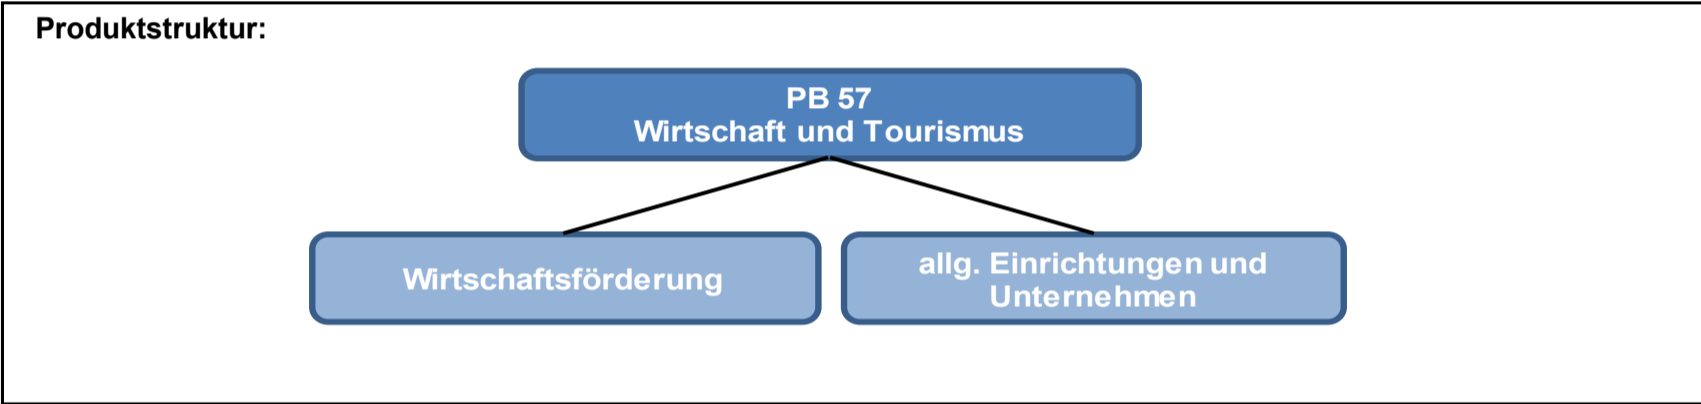 Produktstruktur:
PB 57
Wirtschaft und Tourismus
Wirtschaftsförderung
allg. Einrichtungen und
Unternehmen